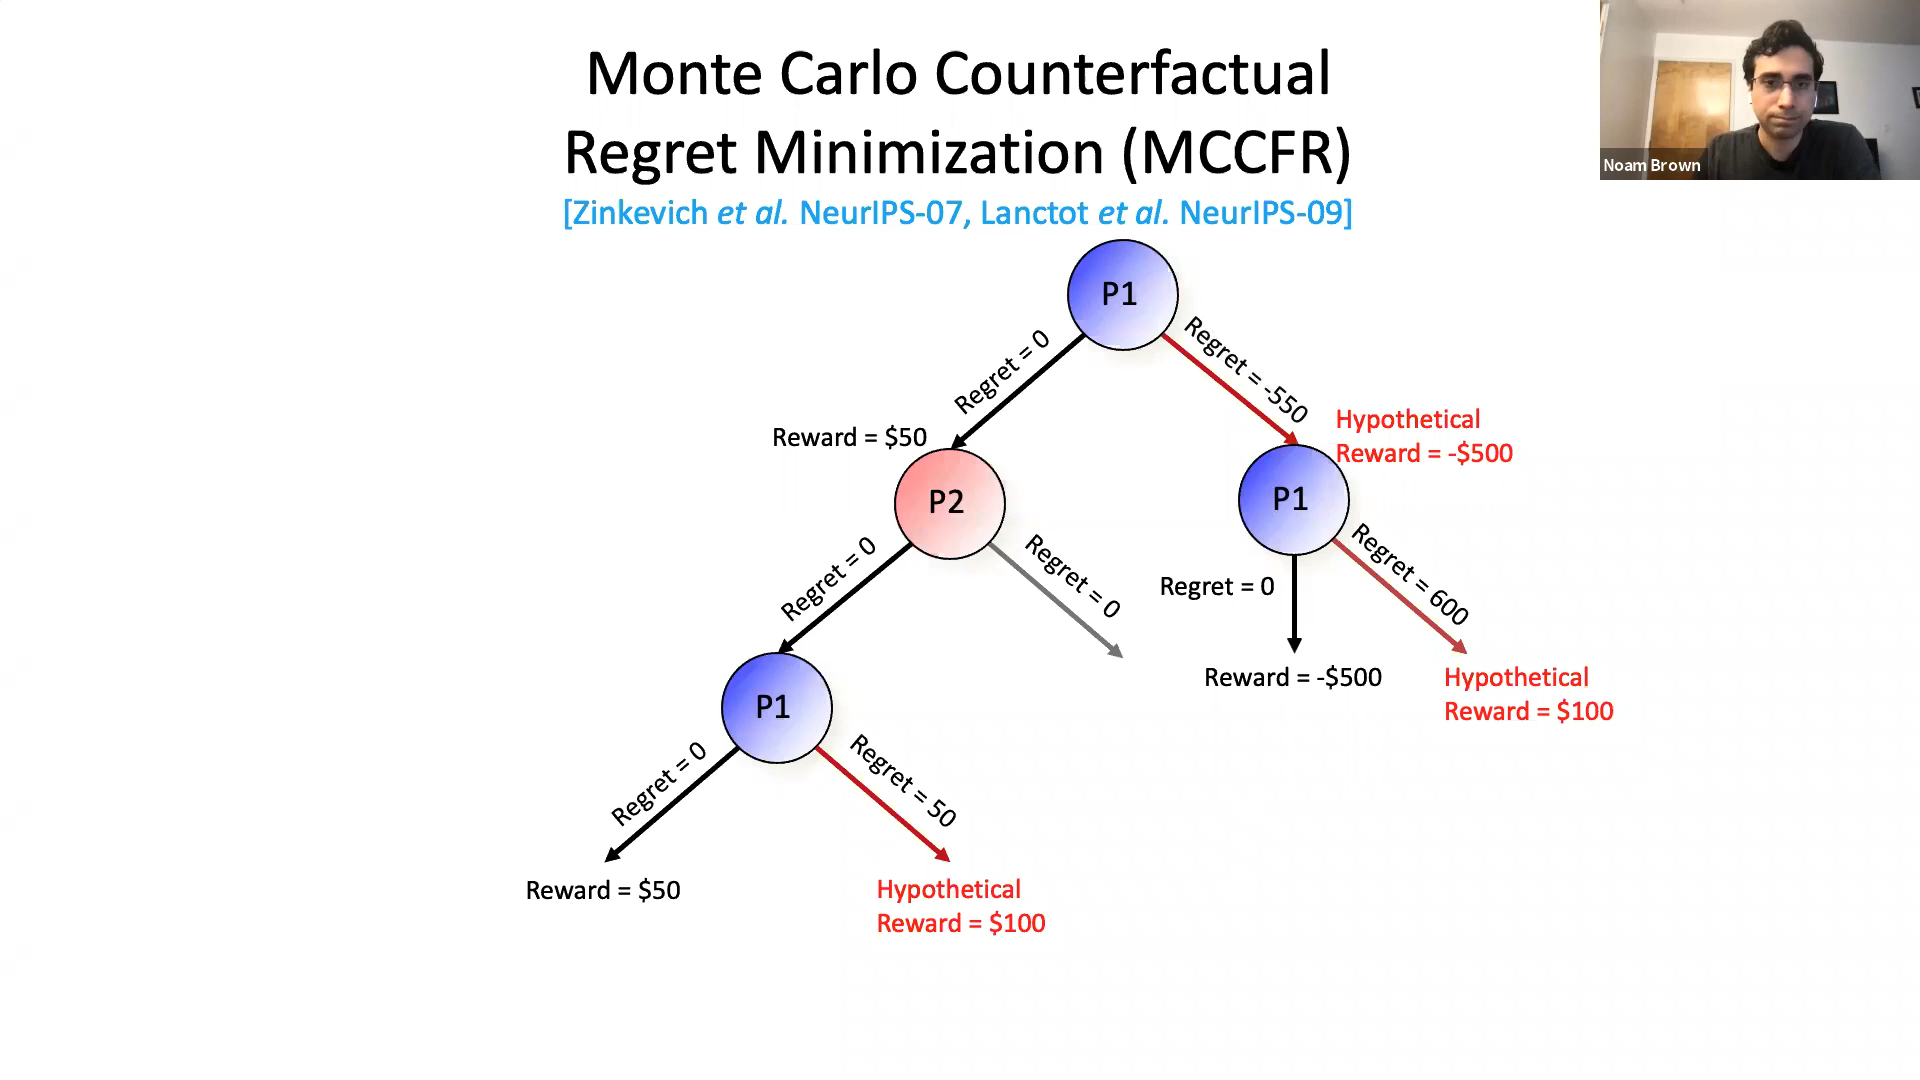 Monte Carlo Counterfactual
Regret Minimization (MCCFR)
[Zinkevich et al. NeurIPS-07, Lanctot et al. NeurIPS-09]
Noam Brown
P1
Regret = 0
Regret = -550
Reward = $50
Hypothetical
Reward = -$500
P2
P1
Regret = 0
Regret = 0
Regret = 0
Regret = 600
Reward = -$500
Hypothetical
Reward = $100
P1
Regret = 0
Regret = 50
Reward = $50
Hypothetical
Reward = $100